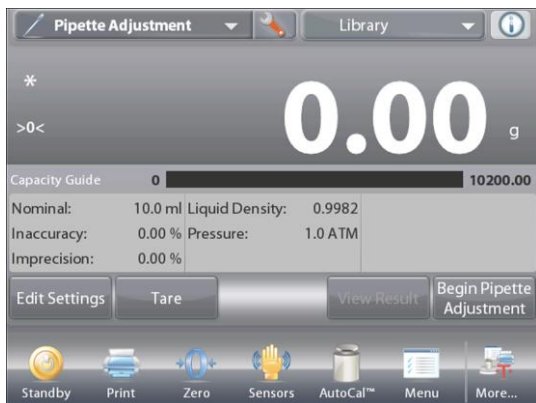 Pipette Adjustment
Library
*
>0<
0.00 g
Capacity Guide 0 10200.00
Nominal: 10.0 ml Liquid Density: 0.9982
Inaccuracy: 0.00 % Pressure: 1.0 ATM
Imprecision: 0.00 %
Edit Settings Tare View Result Begin Pipette
Adjustment
Standby Print Zero Sensors AutoCal™ Menu More...